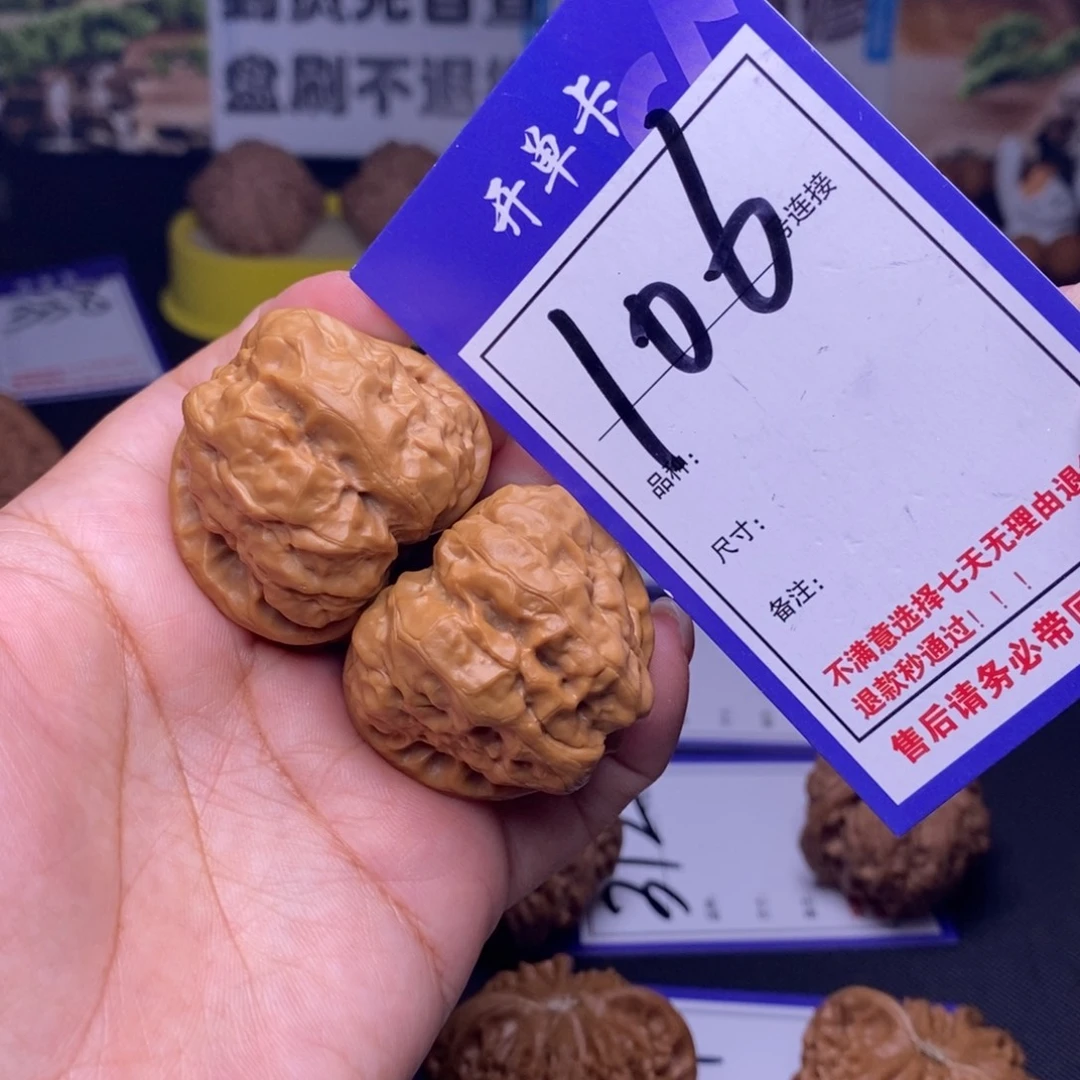 盘刷不退
开单卡
106
号连接
品种：
尺寸：
备注：
不满意选择七天无理由退
退款秒通过！！！
售后请务必带回